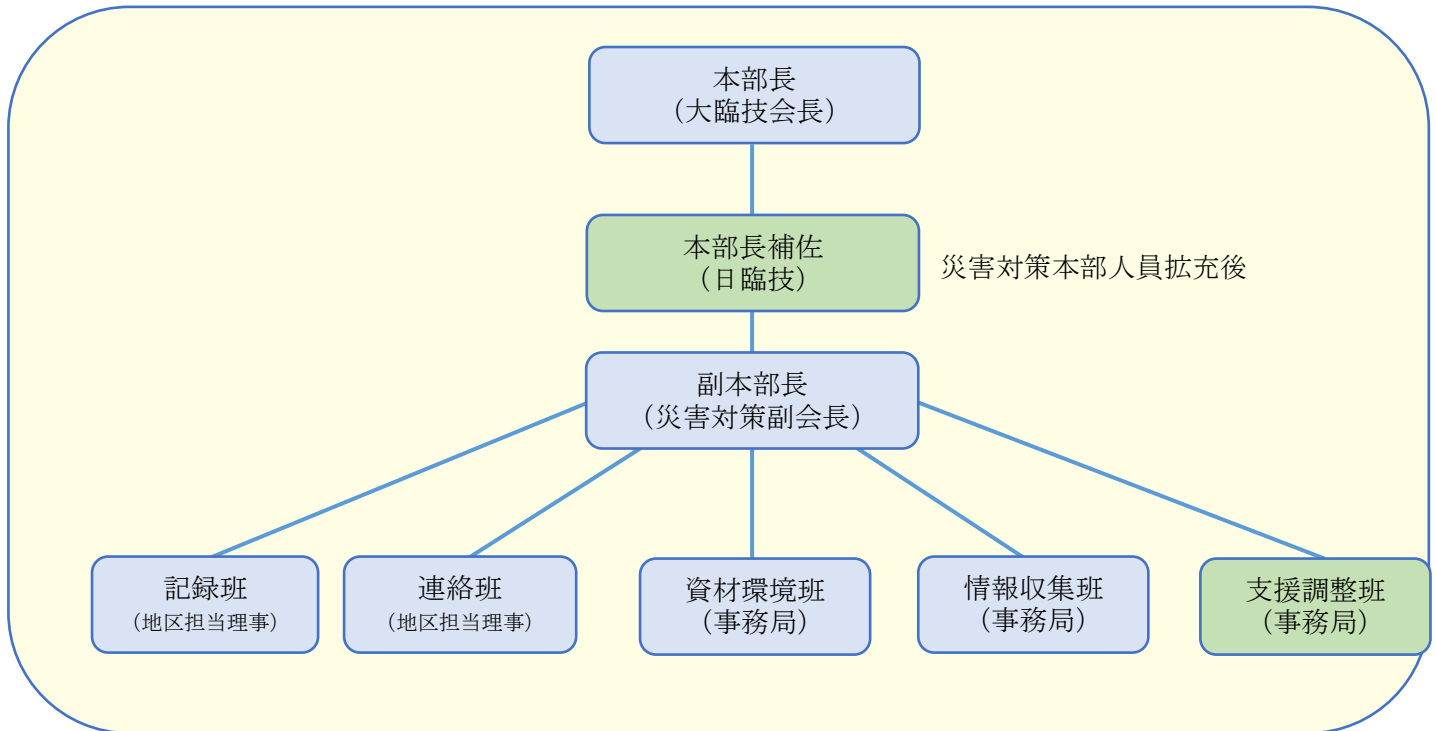 本部長
（大臨技会長）
本部長補佐
（日臨技）
災害対策本部人員拡充後
副本部長
（災害対策副会長）
記録班
（地区担当理事）
連絡班
（地区担当理事）
資材環境班
（事務局）
情報収集班
（事務局）
支援調整班
（事務局）